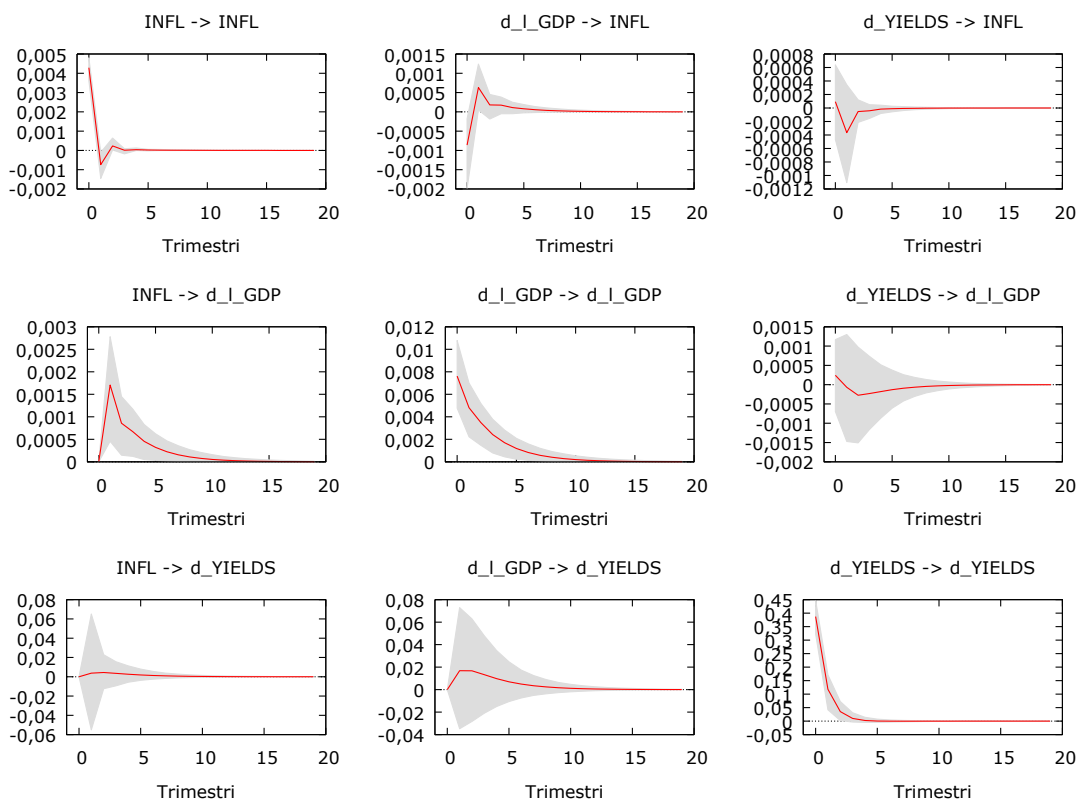 INFL -> INFL
0,005
0,004
0,003
0,002
0,001
0
-0,001
-0,002
0 5 10 15 20
Trimestri
d_l_GDP -> INFL
0,0015
0,001
0,0005
0
-0,0005
-0,001
-0,0015
-0,002
0 5 10 15 20
Trimestri
d_YIELDS -> INFL
0,0008
0,0006
0,0004
0,0002
0
-0,0002
-0,0004
-0,0006
-0,0008
-0,001
-0,0012
0 5 10 15 20
Trimestri
INFL -> d_l_GDP
0,003
0,0025
0,002
0,0015
0,001
0,0005
0
0 5 10 15 20
Trimestri
d_l_GDP -> d_l_GDP
0,012
0,01
0,008
0,006
0,004
0,002
0
0 5 10 15 20
Trimestri
d_YIELDS -> d_l_GDP
0,0015
0,001
0,0005
0
-0,0005
-0,001
-0,0015
-0,002
0 5 10 15 20
Trimestri
INFL -> d_YIELDS
0,08
0,06
0,04
0,02
0
-0,02
-0,04
-0,06
0 5 10 15 20
Trimestri
d_l_GDP -> d_YIELDS
0,08
0,06
0,04
0,02
0
-0,02
-0,04
0 5 10 15 20
Trimestri
d_YIELDS -> d_YIELDS
0,45
0,4
0,35
0,3
0,25
0,2
0,15
0,1
0,05
0
-0,05
0 5 10 15 20
Trimestri